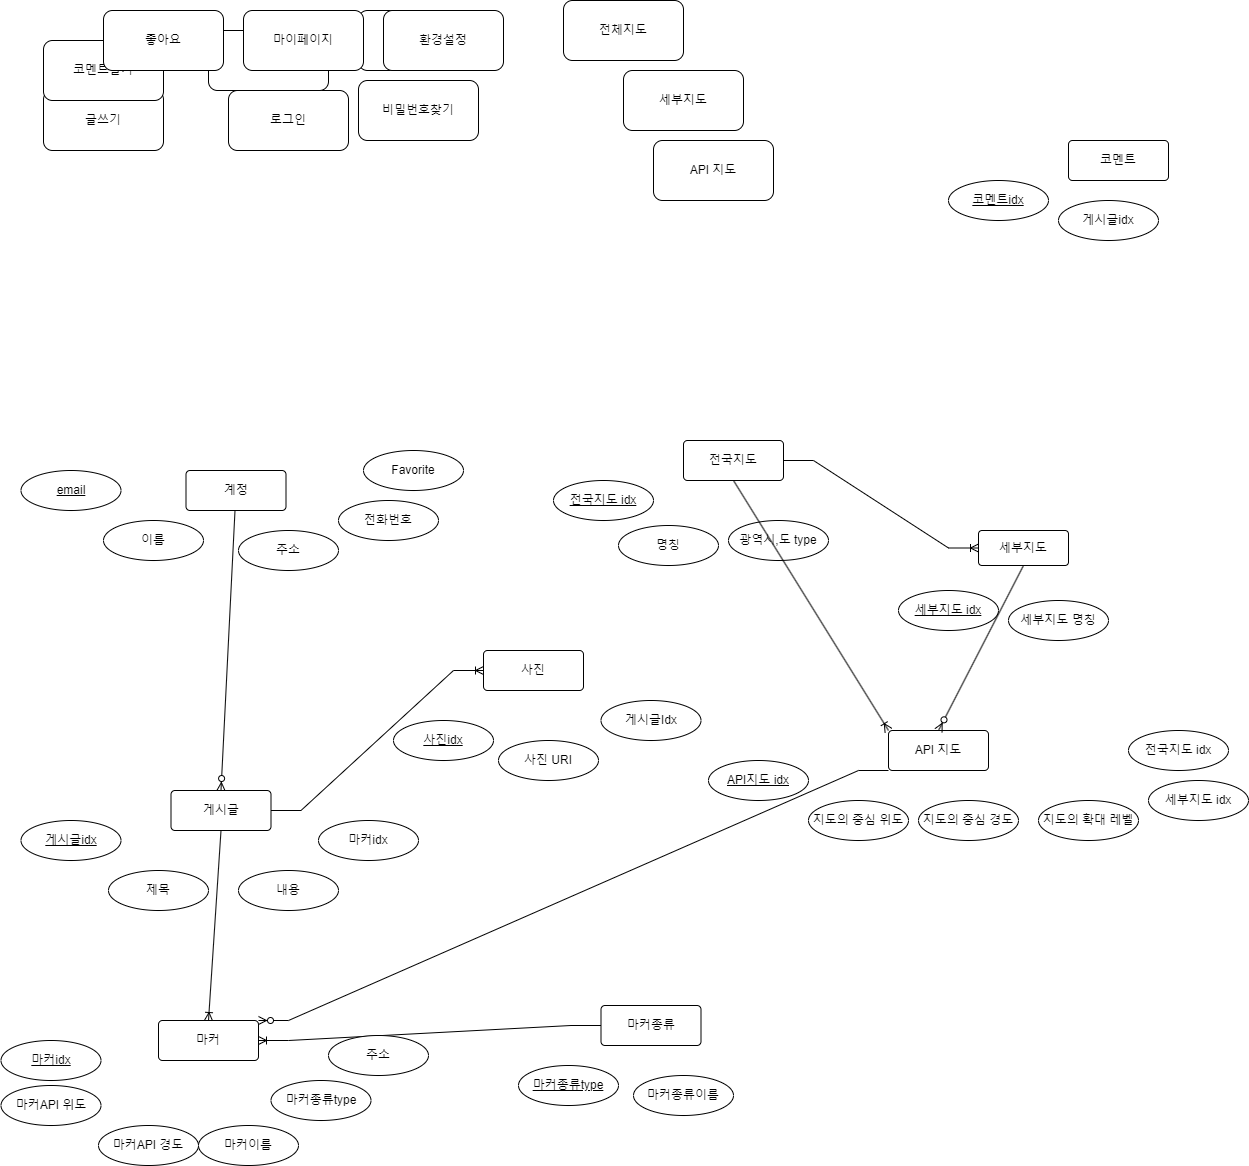 좋아요
마이페이지
환경설정
전체지도
코멘트
글쓰기
로그인
비밀번호찾기
세부지도
API 지도
코멘트
코멘트idx
게시글idx
email
계정
Favorite
이름
주소
전화번호
전국지도
전국지도 idx
명칭
광역시,도 type
세부지도
세부지도 idx
세부지도 명칭
사진
사진idx
사진 URI
게시글Idx
API 지도
API지도 idx
지도의 중심 위도
지도의 중심 경도
지도의 확대 레벨
전국지도 idx
세부지도 idx
게시글
게시글idx
제목
내용
마커idx
마커
마커idx
마커API 위도
마커API 경도
마커이름
마커종류type
주소
마커종류
마커종류type
마커종류이름